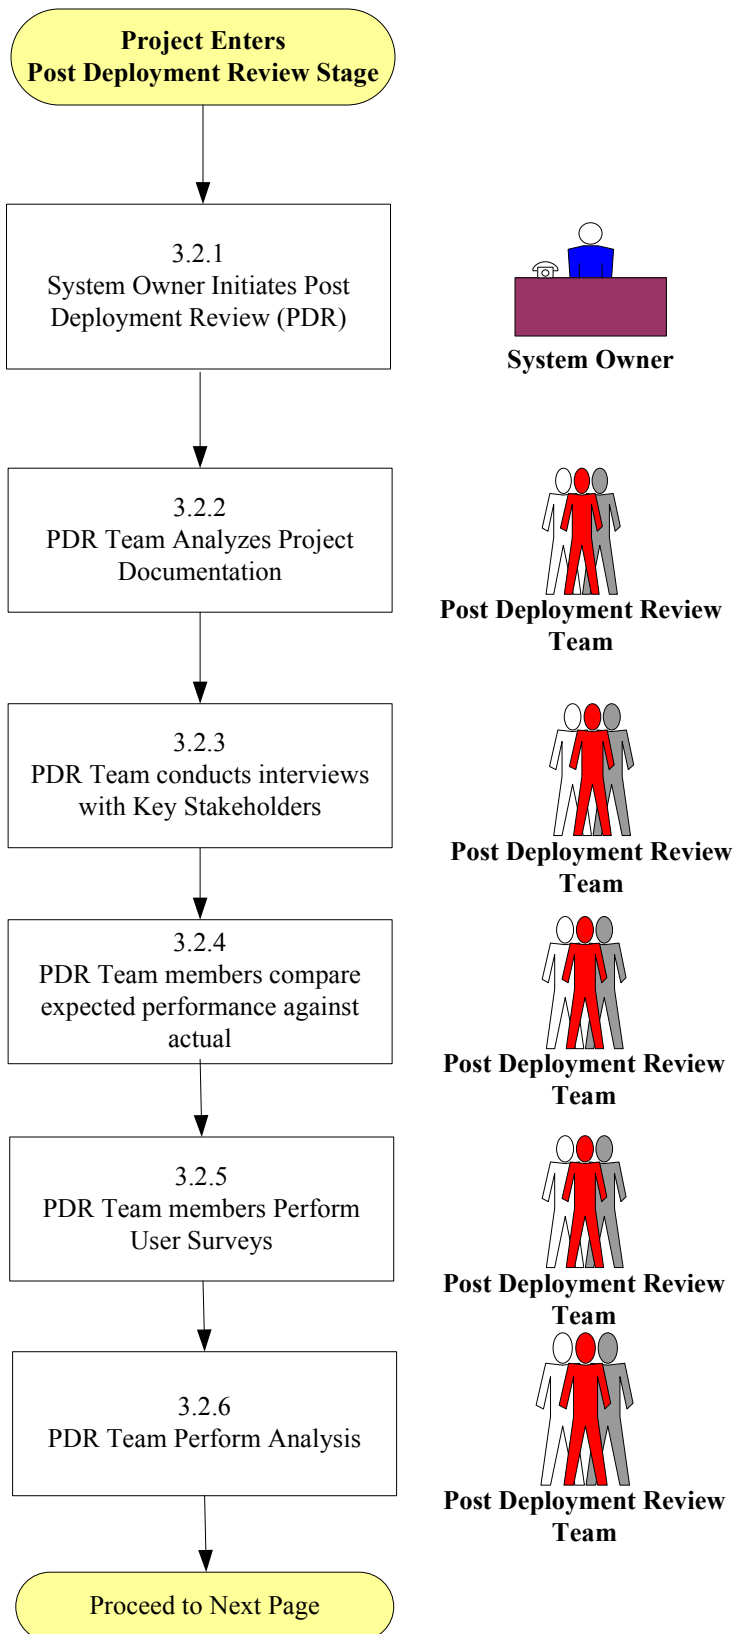 Project Enters
Post Deployment Review Stage
3.2.1
System Owner Initiates Post
Deployment Review (PDR)
System Owner
3.2.2
PDR Team Analyzes Project
Documentation
Post Deployment Review
Team
3.2.3
PDR Team conducts interviews
with Key Stakeholders
Post Deployment Review
Team
3.2.4
PDR Team members compare
expected performance against
actual
Post Deployment Review
Team
3.2.5
PDR Team members Perform
User Surveys
Post Deployment Review
Team
3.2.6
PDR Team Perform Analysis
Post Deployment Review
Team
Proceed to Next Page